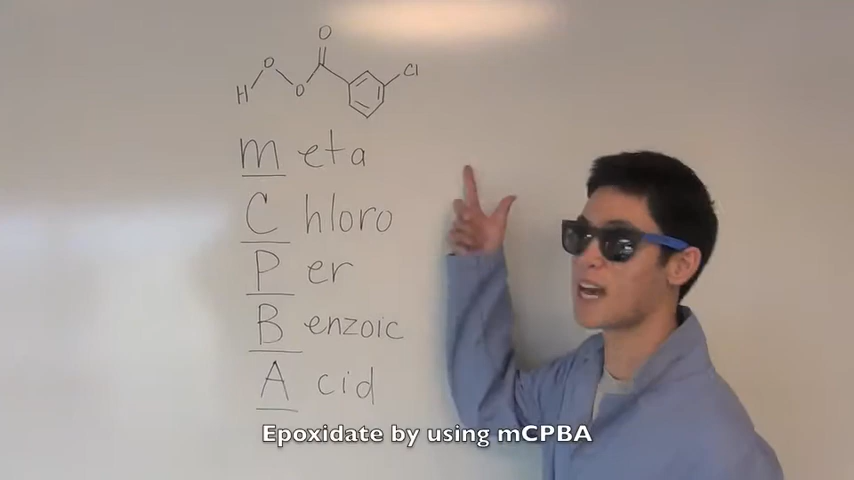 O
H O O Cl
meta
Chloro
Per
Benzoic
Acid
Epoxidate by using mCPBA